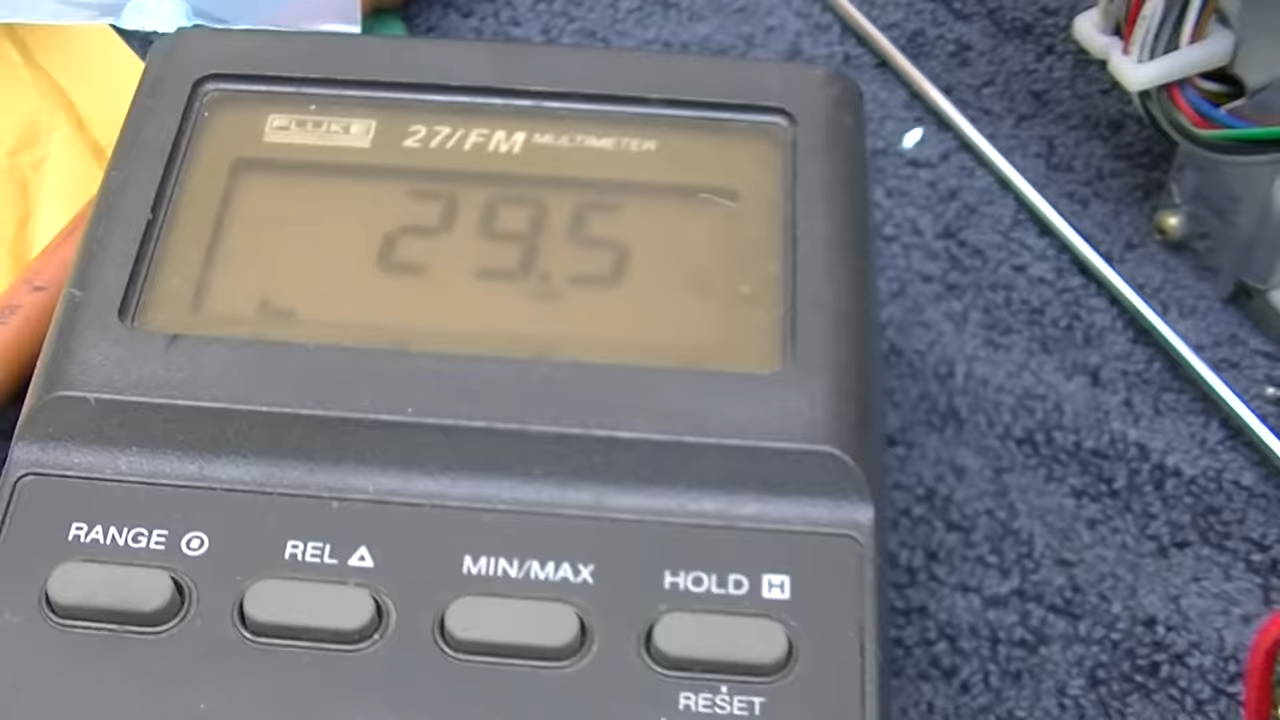 FLUKE 27/FM MULTIMETER
29.5
RANGE
REL △
MIN/MAX
HOLD H
RESET